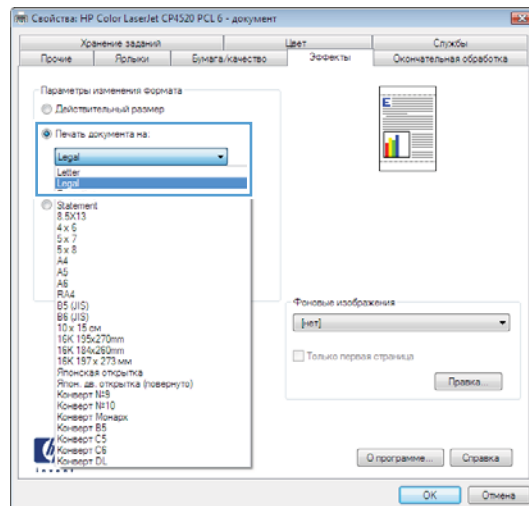 Свойства: HP Color LaserJet CP4520 PCL 6 - документ
Хранение заданий Цвет Службы
Прочие Ярлыки Бумага/качество Эффекты Окончательная обработка
Параметры изменения формата
Действительный размер
Печать документа на:
Legal
Letter
Legal
Statement
8.5X13
4 x 6
5 x 7
5 x 8
A4
A5
A6
RA4
B5 (JIS)
B6 (JIS)
10 x 15 см
16K 195x270mm
16K 184x260mm
16K 197 x 273 мм
Японская открытка
Япон. дв. открытка (повернуто)
Конверт №9
Конверт №10
Конверт Монарх
Конверт B5
Конверт C5
Конверт C6
Конверт DL
E
Фоновые изображения
[нет]
Только первая страница
Правка...
О программе... Справка
OK Отмена